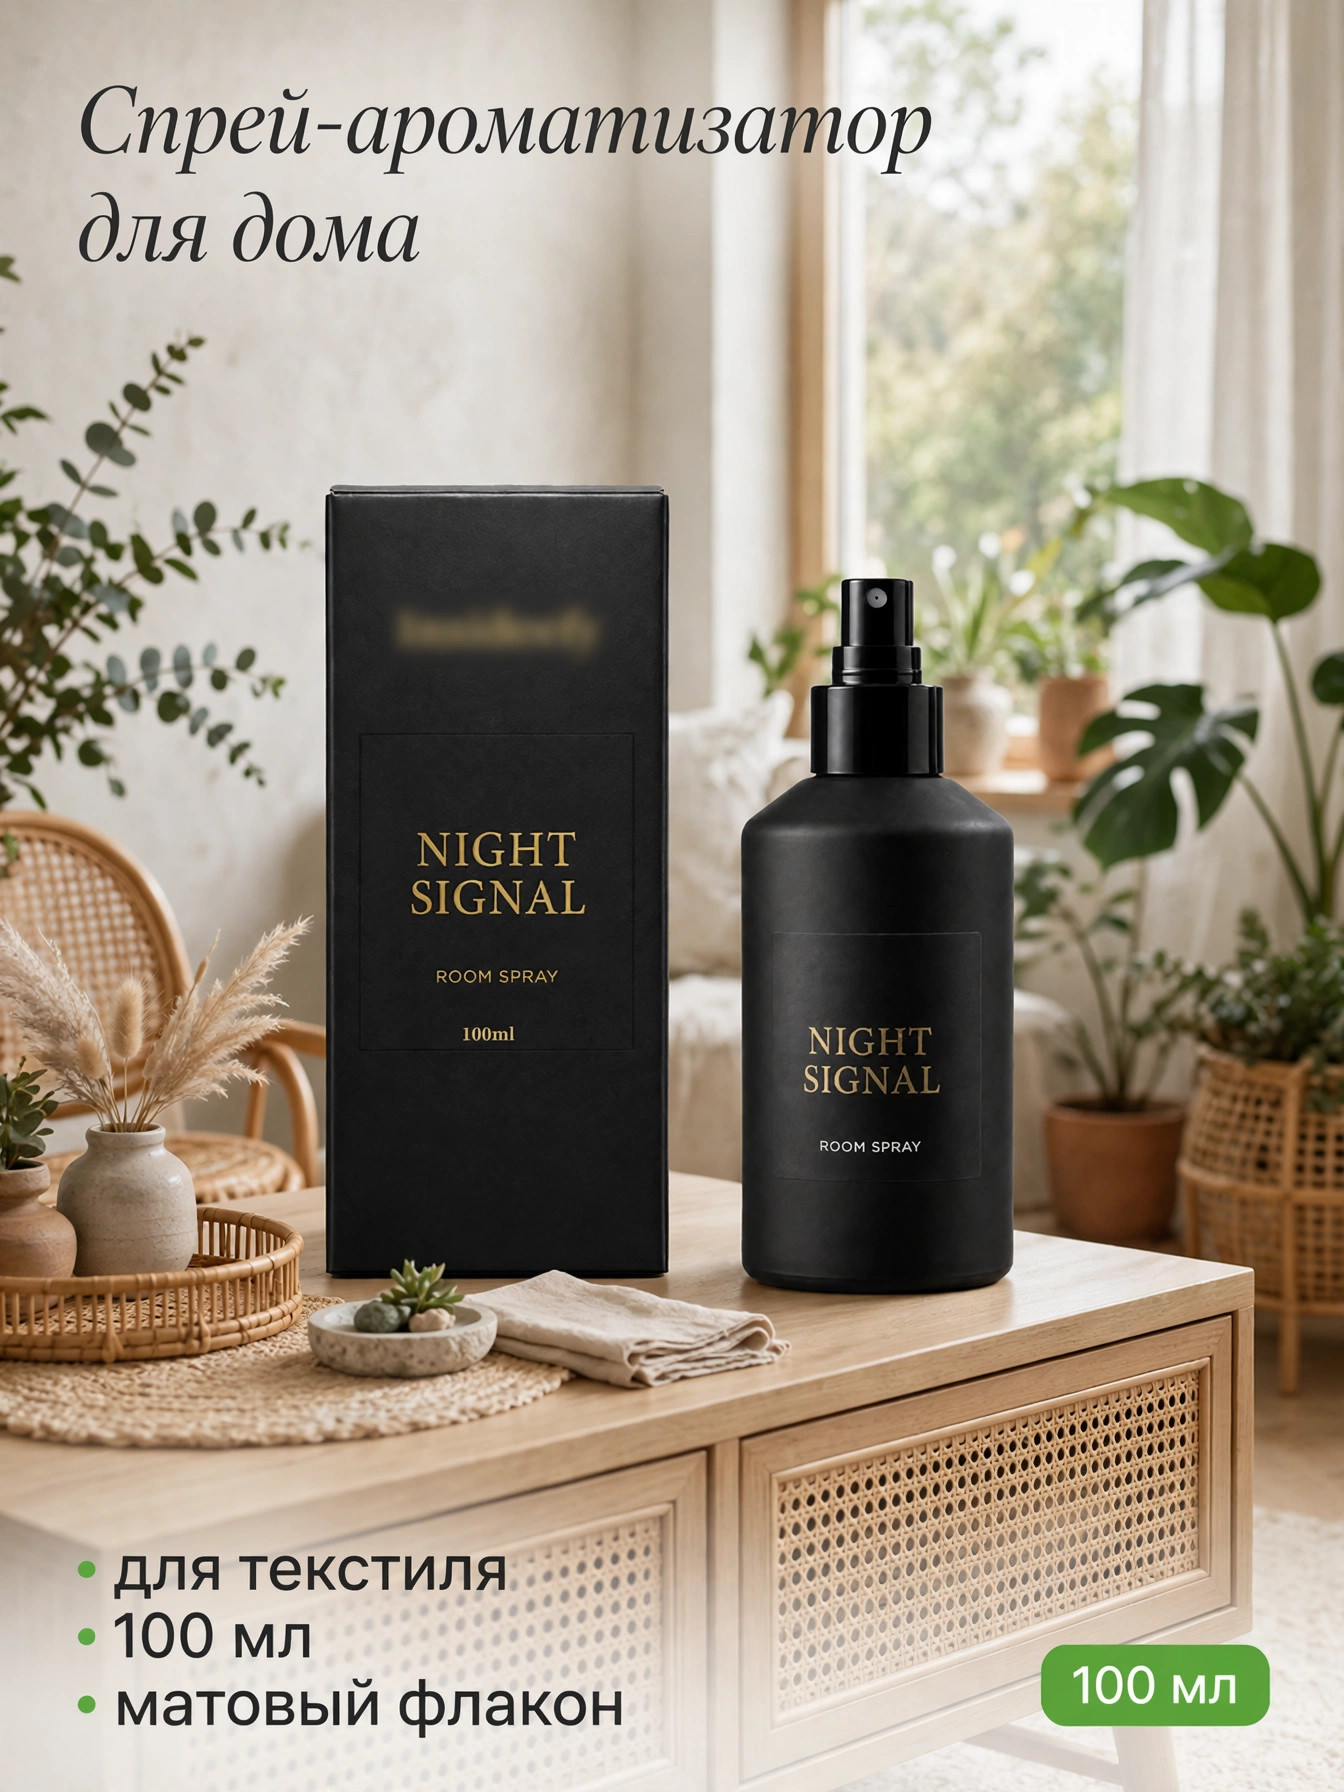 Спрей-ароматизатор
для дома
NIGHT
SIGNAL
ROOM SPRAY
100ml
NIGHT
SIGNAL
ROOM SPRAY
• для текстиля
• 100 мл
• матовый флакон
100 мл